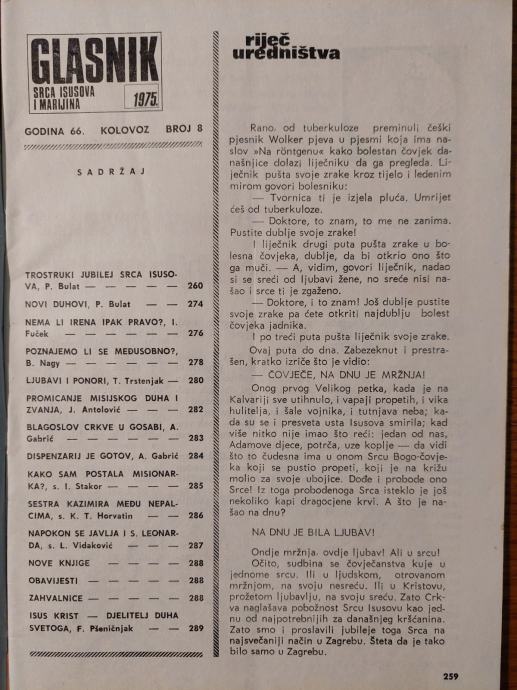 GLASNIK
SRCA ISUSOVA
I MARIJINA
1975.
GODINA 66. KOLOVOZ BROJ 8
SADRŽAJ
TROSTRUKI JUBILEJ SRCA ISUSO-
VA, P. Bulat — — — — — 260
NOVI DUHOVI, P. Bulat — — — 274
NEMA LI IRENA IPAK PRAVO?, I.
Fuček — — — — — — — 276
POZNAJEMO LI SE MEĐUSOBNO?,
B. Nagy — — — — — — 278
LJUBAVI I PONORI, T. Trstenjak — 280
PROMICANJE MISIJSKOG DUHA I
ZVANJA, J. Antolović — — — 282
BLAGOSLOV CRKVE U GOSABI, A.
Gabrić — — — — — — 283
DISPENZARIJ JE GOTOV, A. Gabrić 284
KAKO SAM POSTALA MISIONAR-
KA?, s. I. Stakor — — — — 285
SESTRA KAZIMIRA MEĐU NEPAL-
CIMA, s. K. T. Horvatin — — 286
NAPOKON SE JAVLJA I S. LEONAR-
DA, s. L. Vidaković — — — 287
NOVE KNJIGE — — — — 288
OBAVIJESTI — — — — — 288
ZAHVALNICE — — — — — 288
ISUS KRIST — DJELITELJ DUHA
SVETOGA, F. Pšeničnjak — — 289
riječ
uredništva
Rano, od tuberkuloze preminuli češki
pjesnik Wolker pjeva u pjesmi koja ima na-
slov »Na röntgenu« kako bolestan čovjek da-
našnjice dolazi liječniku da ga pregleda. Li-
ječnik pušta svoje zrake kroz tijelo i ledenim
mirom govori bolesniku:
— Tvornica ti je izjela pluća. Umrijet
ćeš od tuberkuloze.
— Doktore, to znam, to me ne zanima.
Pustite dublje svoje zrake!
I liječnik drugi puta pušta zrake u bo-
lesna čovjeka, dublje, da bi otkrio ono što
ga muči. — A, vidim, govori liječnik, nadao
si se sreći od ljubavi žene, no sreće nisi na-
šao i srce ti je zgaženo.
— Doktore, i to znam! Još dublje pustite
svoje zrake pa ćete otkriti najdublju bolest
čovjeka jadnika.
I po treći puta pušta liječnik svoje zrake.
Ovaj puta do dna. Zabezeknut i prestra-
šen, kratko izriče što je vidio:
— ČOVJEČE, NA DNU JE MRŽNJA!
Onog prvog Velikog petka, kada je na
Kalvariji sve utihnulo, i vapaji propetih, i vika
hulitelja, i šale vojnika, i tutnjava neba; ka-
da su se i presveta usta Isusova smirila; kad
više nitko nije imao što reći: jedan od nas,
Adamove djece, potrča, uze koplje — da vidi
što to čudesna ima u onom Srcu Bogo-čovje-
ka koji se pustio propeti, koji je na križu
molio za svoje ubojice. Dođe i probode ono
Srce! Iz toga probodenoga Srca isteklo je još
nekoliko kapi dragocjene krvi. A što je na-
šao na dnu?
NA DNU JE BILA LJUBAV!
Ondje mržnja, ovdje ljubav! Ali u srcu!
Očito, sudbina se čovječanstva kuje u
jednome srcu. Ili u ljudskom, otrovanom
mržnjom, na svoju nesreću. Ili u Kristovu,
prožetom ljubavlju, na svoju sreću. Zato Crk-
va naglašava pobožnost Srcu Isusovu kao jed-
nu od najpotrebnijih za današnjeg kršćanina.
Zato smo i proslavili jubileje toga Srca na
najsvečaniji način u Zagrebu. Šteta da je tako
bilo samo u Zagrebu.
259